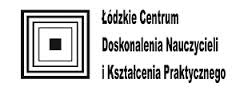 Łódzkie Centrum
Doskonalenia Nauczycieli
i Kształcenia Praktycznego